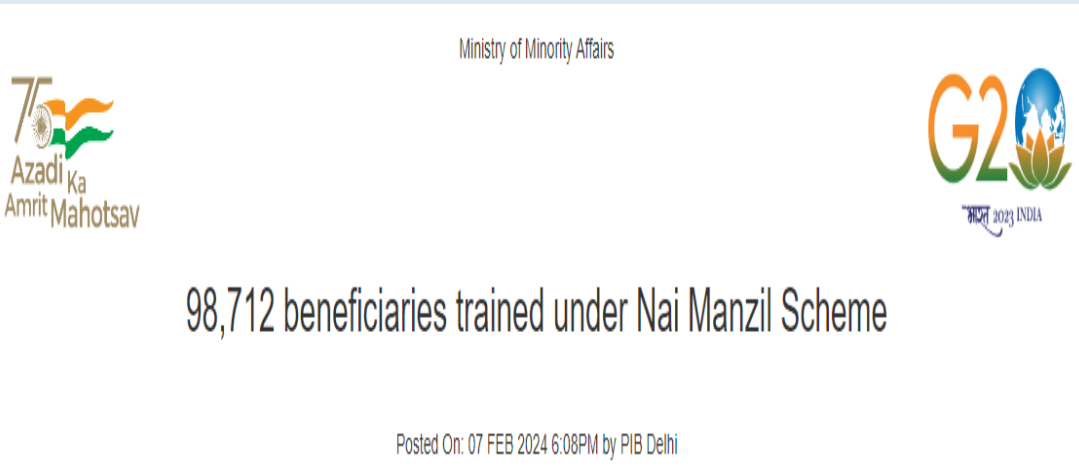 Ministry of Minority Affairs
75
Azadi Ka
Amrit Mahotsav
G20
भारत 2023 INDIA
98,712 beneficiaries trained under Nai Manzil Scheme
Posted On: 07 FEB 2024 6:08PM by PIB Delhi